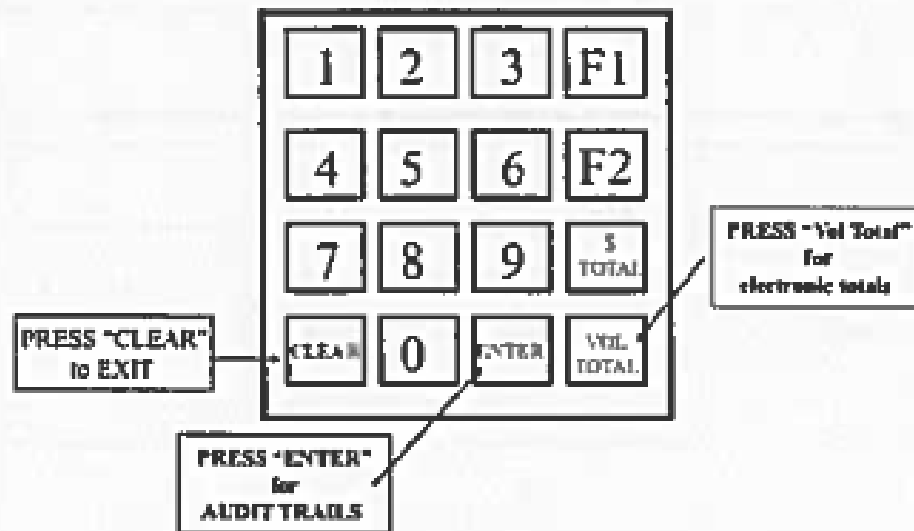 1 2 3 F1
4 5 6 F2
7 8 9 $ TOTAL
PRESS "Vol Total"
for
electronic totals
PRESS "CLEAR"
to EXIT
CLEAR 0 ENTER VOL. TOTAL
PRESS "ENTER"
for
AUDIT TRAILS